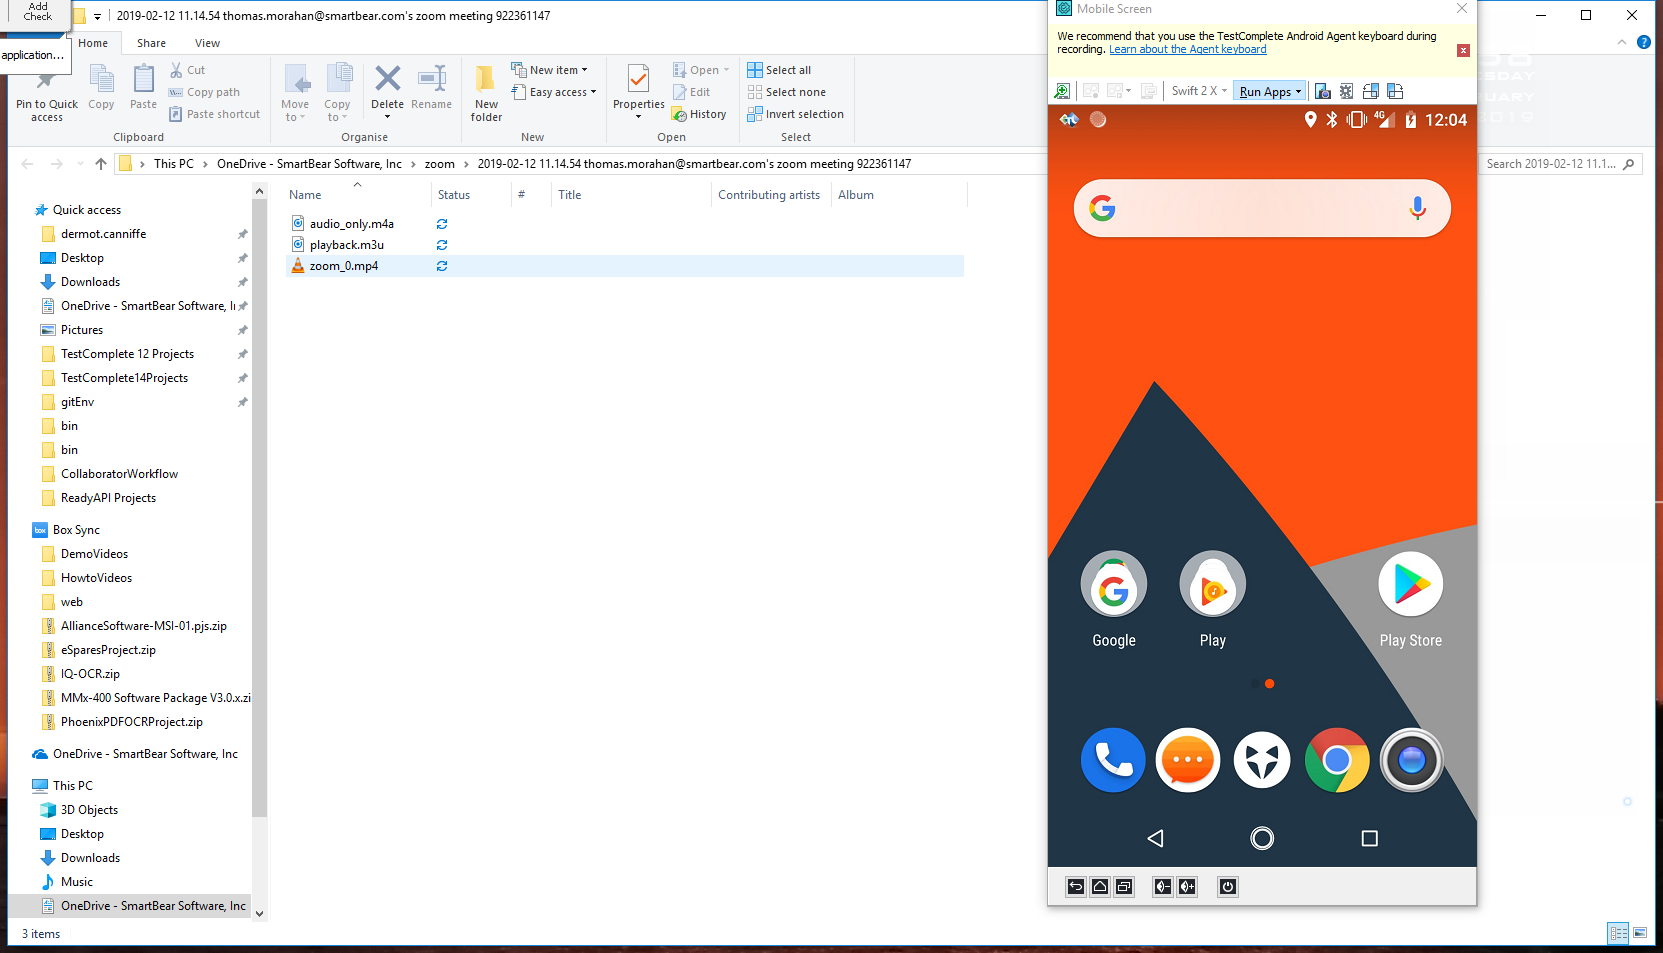 Add
Check
application...
2019-02-12 11.14.54 thomas.morahan@smartbear.com's zoom meeting 922361147
Home Share View
Pin to Quick access
Copy
Paste
Cut
Copy path
Paste shortcut
Clipboard
Move to
Copy to
Delete
Rename
Organise
New folder
New item
Easy access
New
Properties
Open
Edit
History
Open
Select all
Select none
Invert selection
Select
This PC > OneDrive - SmartBear Software, Inc > zoom > 2019-02-12 11.14.54 thomas.morahan@smartbear.com's zoom meeting 922361147
Search 2019-02-12 11.1...
Quick access
dermot.canniffe
Desktop
Downloads
OneDrive - SmartBear Software, I
Pictures
TestComplete 12 Projects
TestComplete14Projects
gitEnv
bin
bin
CollaboratorWorkflow
ReadyAPI Projects
box Box Sync
DemoVideos
HowtoVideos
web
AllianceSoftware-MSI-01.pjs.zip
eSparesProject.zip
IQ-OCR.zip
MMx-400 Software Package V3.0.x.zi
PhoenixPDFOCRProject.zip
OneDrive - SmartBear Software, Inc
This PC
3D Objects
Desktop
Downloads
Music
OneDrive - SmartBear Software, Inc
3 items
Name Status # Title Contributing artists Album
audio_only.m4a
playback.m3u
zoom_0.mp4
Mobile Screen
We recommend that you use the TestComplete Android Agent keyboard during
recording. Learn about the Agent keyboard
Swift 2 X Run Apps
4G 12:04
Google Play Play Store
2019